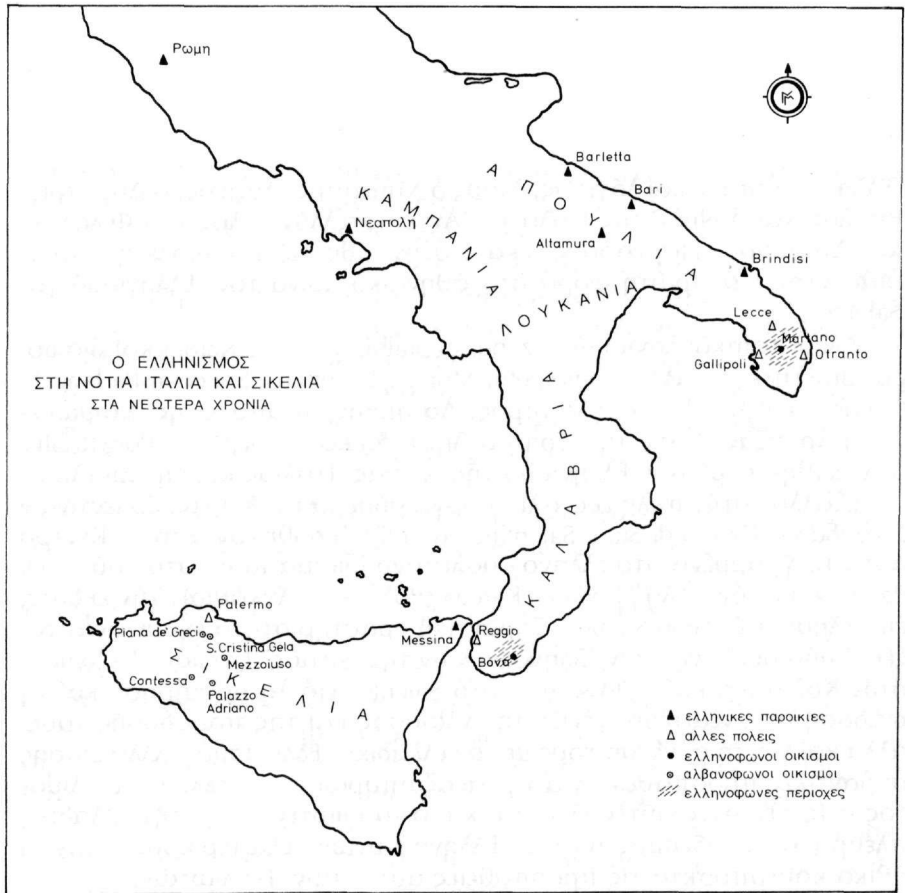 Ρωμη
Barletta
Bari
Altamura
Brindisi
ΚΑΜΠΑΝΙΑ
ΑΠΟΥΛΙΑ
Νεαπολη
ΛΟΥΚΑΝΙΑ
Lecce
Martano
Otranto
Gallipoli
Ο ΕΛΛΗΝΙΣΜΟΣ
ΣΤΗ ΝΟΤΙΑ ΙΤΑΛΙΑ ΚΑΙ ΣΙΚΕΛΙΑ
ΣΤΑ ΝΕΩΤΕΡΑ ΧΡΟΝΙΑ
ΚΑΛΑΒΡΙΑ
Palermo
Messina
Reggio
Piana de' Greci
S. Cristina Gela
Mezzoiuso
Bova
Contessa
Palazzo
Adriano
ΣΙΚΕΛΙΑ
ελληνικες παροικιες
αλλες πολεις
ελληνοφωνοι οικισμοι
αλβανοφωνοι οικισμοι
ελληνοφωνες περιοχες